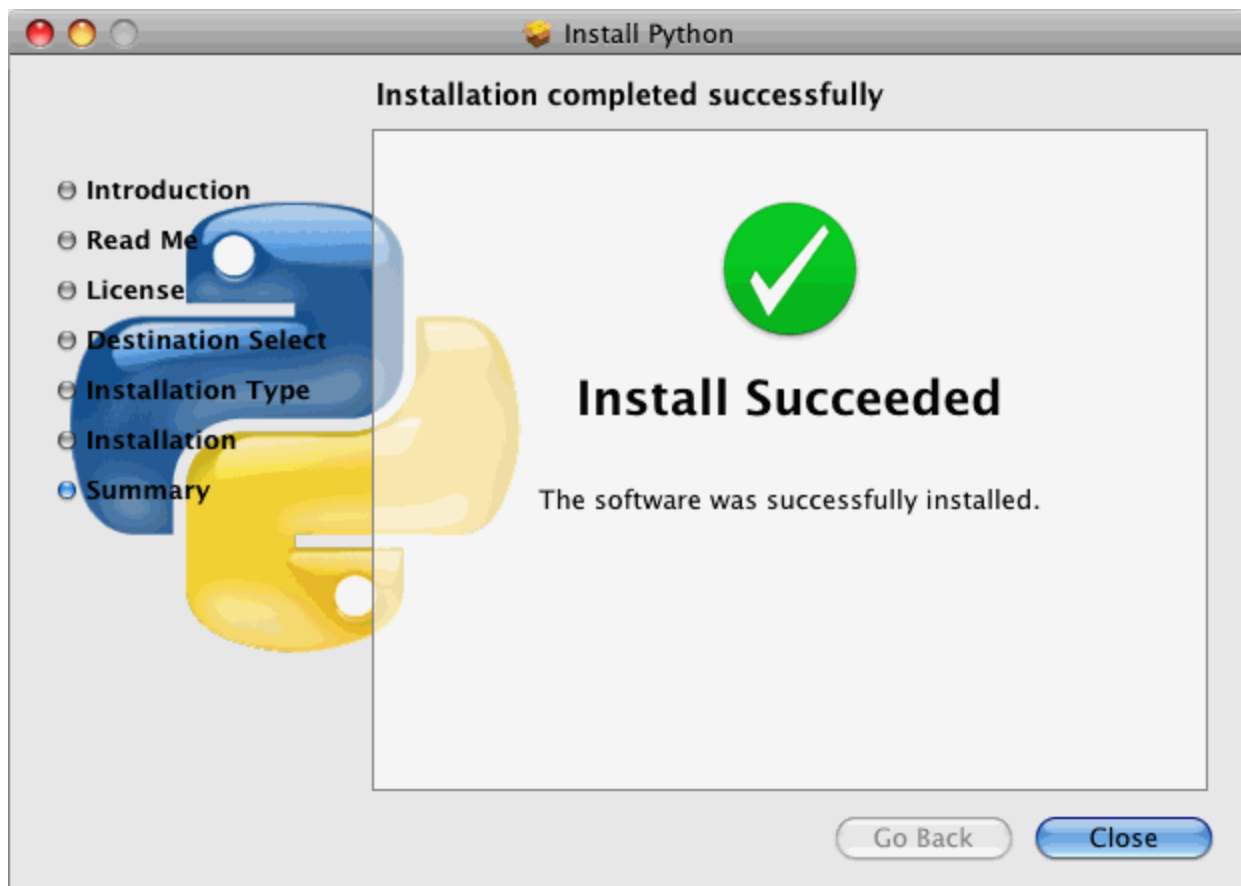 Install Python
Installation completed successfully
Introduction
Read Me
License
Destination Select
Installation Type
Installation
Summary
Install Succeeded
The software was successfully installed.
Go Back
Close